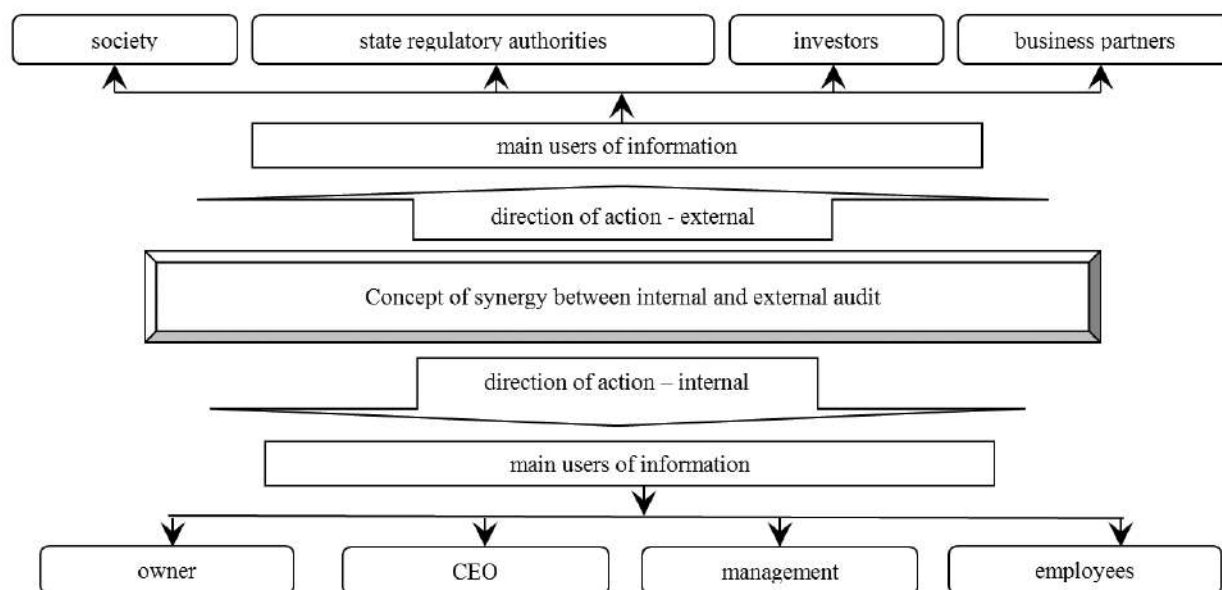 society
state regulatory authorities
investors
business partners
main users of information
direction of action - external
Concept of synergy between internal and external audit
direction of action – internal
main users of information
owner
CEO
management
employees